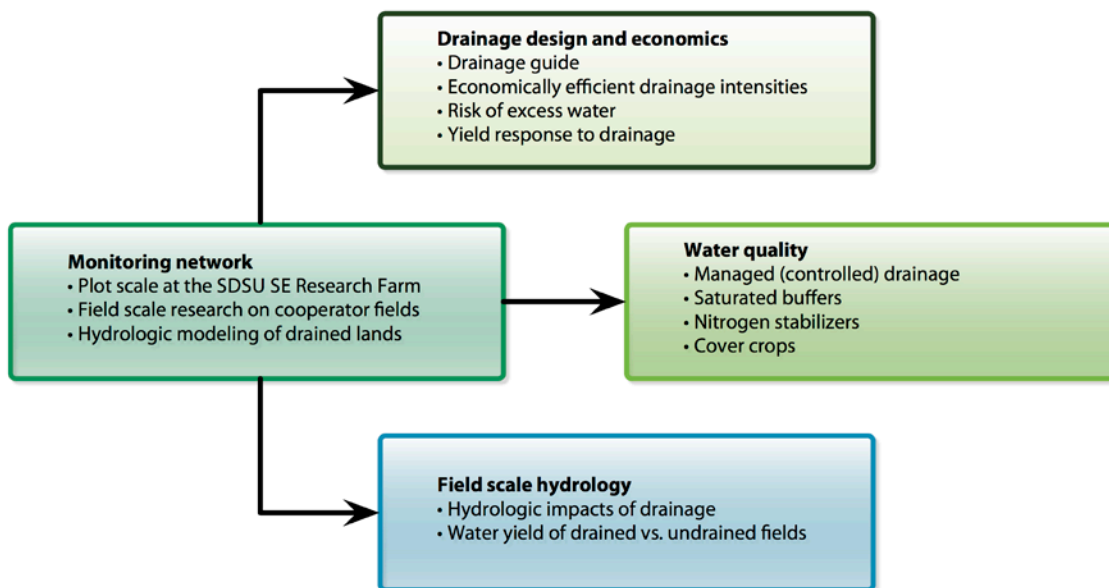 Drainage design and economics
• Drainage guide
• Economically efficient drainage intensities
• Risk of excess water
• Yield response to drainage
Monitoring network
• Plot scale at the SDSU SE Research Farm
• Field scale research on cooperator fields
• Hydrologic modeling of drained lands
Water quality
• Managed (controlled) drainage
• Saturated buffers
• Nitrogen stabilizers
• Cover crops
Field scale hydrology
• Hydrologic impacts of drainage
• Water yield of drained vs. undrained fields